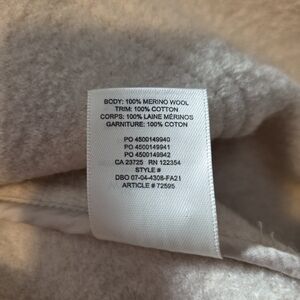 BODY: 100% MERINO WOOL
TRIM: 100% COTTON
CORPS: 100% LAINE MÉRINOS
GARNITURE: 100% COTON
PO 4500149940
PO 4500149941
PO 4500149942
CA 23725 RN 122354
STYLE #
DBO 07-04-4308-FA21
ARTICLE # 72595